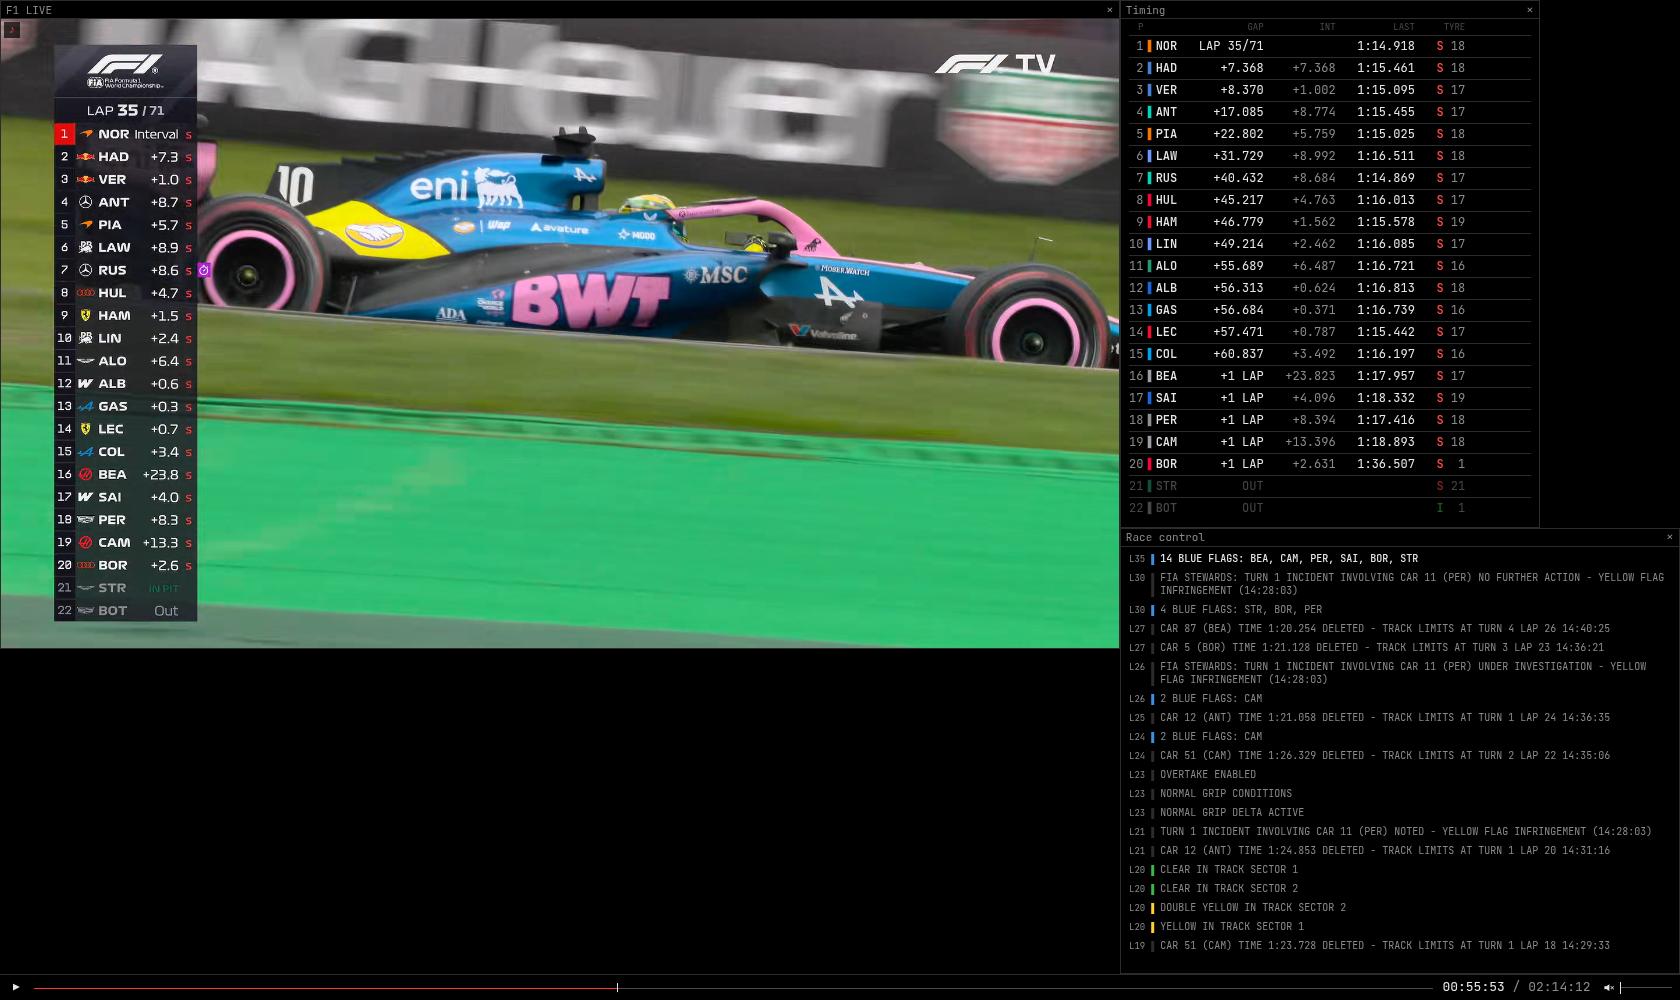 F1 LIVE ×
F1 TV
FIA Formula 1
World Championship
LAP 35 / 71
1 NOR Interval S
2 HAD +7.3 S
3 VER +1.0 S
4 ANT +8.7 S
5 PIA +5.7 S
6 LAW +8.9 S
7 RUS +8.6 S
8 HUL +4.7 S
9 HAM +1.5 S
10 LIN +2.4 S
11 ALO +6.4 S
12 ALB +0.6 S
13 GAS +0.3 S
14 LEC +0.7 S
15 COL +3.4 S
16 BEA +23.8 S
17 SAI +4.0 S
18 PER +8.3 S
19 CAM +13.3 S
20 BOR +2.6 S
21 STR IN PIT
22 BOT Out
10
eni
Wap
avature
MODO
MSC
MOSER WATCH
BWT
ADA
Valvoline
Timing ×
P GAP INT LAST TYRE
1 NOR LAP 35/71 1:14.918 S 18
2 HAD +7.368 +7.368 1:15.461 S 18
3 VER +8.370 +1.002 1:15.095 S 17
4 ANT +17.085 +8.774 1:15.455 S 17
5 PIA +22.802 +5.759 1:15.025 S 18
6 LAW +31.729 +8.992 1:16.511 S 18
7 RUS +40.432 +8.684 1:14.869 S 17
8 HUL +45.217 +4.763 1:16.013 S 17
9 HAM +46.779 +1.562 1:15.578 S 19
10 LIN +49.214 +2.462 1:16.085 S 17
11 ALO +55.689 +6.487 1:16.721 S 16
12 ALB +56.313 +0.624 1:16.813 S 18
13 GAS +56.684 +0.371 1:16.739 S 16
14 LEC +57.471 +0.787 1:15.442 S 17
15 COL +60.837 +3.492 1:16.197 S 16
16 BEA +1 LAP +23.823 1:17.957 S 17
17 SAI +1 LAP +4.096 1:18.332 S 19
18 PER +1 LAP +8.394 1:17.416 S 18
19 CAM +1 LAP +13.396 1:18.893 S 18
20 BOR +1 LAP +2.631 1:36.507 S 1
21 STR OUT S 21
22 BOT OUT I 1
Race control ×
L35 14 BLUE FLAGS: BEA, CAM, PER, SAI, BOR, STR
L30 FIA STEWARDS: TURN 1 INCIDENT INVOLVING CAR 11 (PER) NO FURTHER ACTION - YELLOW FLAG
INFRINGEMENT (14:28:03)
L30 4 BLUE FLAGS: STR, BOR, PER
L27 CAR 87 (BEA) TIME 1:20.254 DELETED - TRACK LIMITS AT TURN 4 LAP 26 14:40:25
L27 CAR 5 (BOR) TIME 1:21.128 DELETED - TRACK LIMITS AT TURN 3 LAP 23 14:36:21
L26 FIA STEWARDS: TURN 1 INCIDENT INVOLVING CAR 11 (PER) UNDER INVESTIGATION - YELLOW
FLAG INFRINGEMENT (14:28:03)
L26 2 BLUE FLAGS: CAM
L25 CAR 12 (ANT) TIME 1:21.058 DELETED - TRACK LIMITS AT TURN 1 LAP 24 14:36:35
L24 2 BLUE FLAGS: CAM
L24 CAR 51 (CAM) TIME 1:26.329 DELETED - TRACK LIMITS AT TURN 2 LAP 22 14:35:06
L23 OVERTAKE ENABLED
L23 NORMAL GRIP CONDITIONS
L23 NORMAL GRIP DELTA ACTIVE
L21 TURN 1 INCIDENT INVOLVING CAR 11 (PER) NOTED - YELLOW FLAG INFRINGEMENT (14:28:03)
L21 CAR 12 (ANT) TIME 1:24.853 DELETED - TRACK LIMITS AT TURN 1 LAP 20 14:31:16
L20 CLEAR IN TRACK SECTOR 1
L20 CLEAR IN TRACK SECTOR 2
L20 DOUBLE YELLOW IN TRACK SECTOR 2
L20 YELLOW IN TRACK SECTOR 1
L19 CAR 51 (CAM) TIME 1:23.728 DELETED - TRACK LIMITS AT TURN 1 LAP 18 14:29:33
00:55:53 / 02:14:12